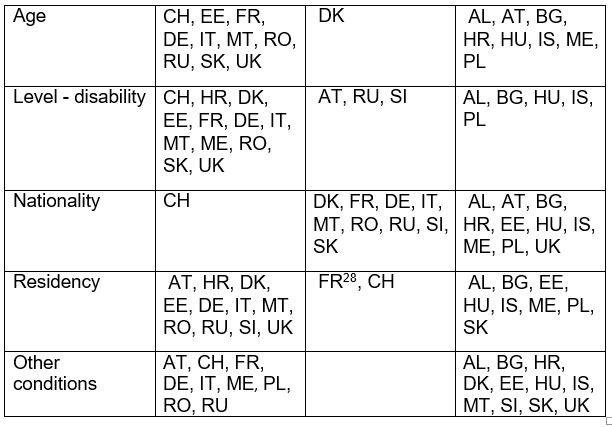 Age
CH, EE, FR,
DE, IT, MT, RO,
RU, SK, UK
DK
AL, AT, BG,
HR, HU, IS, ME,
PL
Level - disability
CH, HR, DK,
EE, FR, DE, IT,
MT, ME, RO,
SK, UK
AT, RU, SI
AL, BG, HU, IS,
PL
Nationality
CH
DK, FR, DE, IT,
MT, RO, RU, SI,
SK
AL, AT, BG,
HR, EE, HU, IS,
ME, PL, UK
Residency
AT, HR, DK,
EE, DE, IT, MT,
RO, RU, SI, UK
FR28, CH
AL, BG, EE,
HU, IS, ME, PL,
SK
Other
conditions
AT, CH, FR,
DE, IT, ME, PL,
RO, RU
AL, BG, HR,
DK, EE, HU, IS,
MT, SI, SK, UK